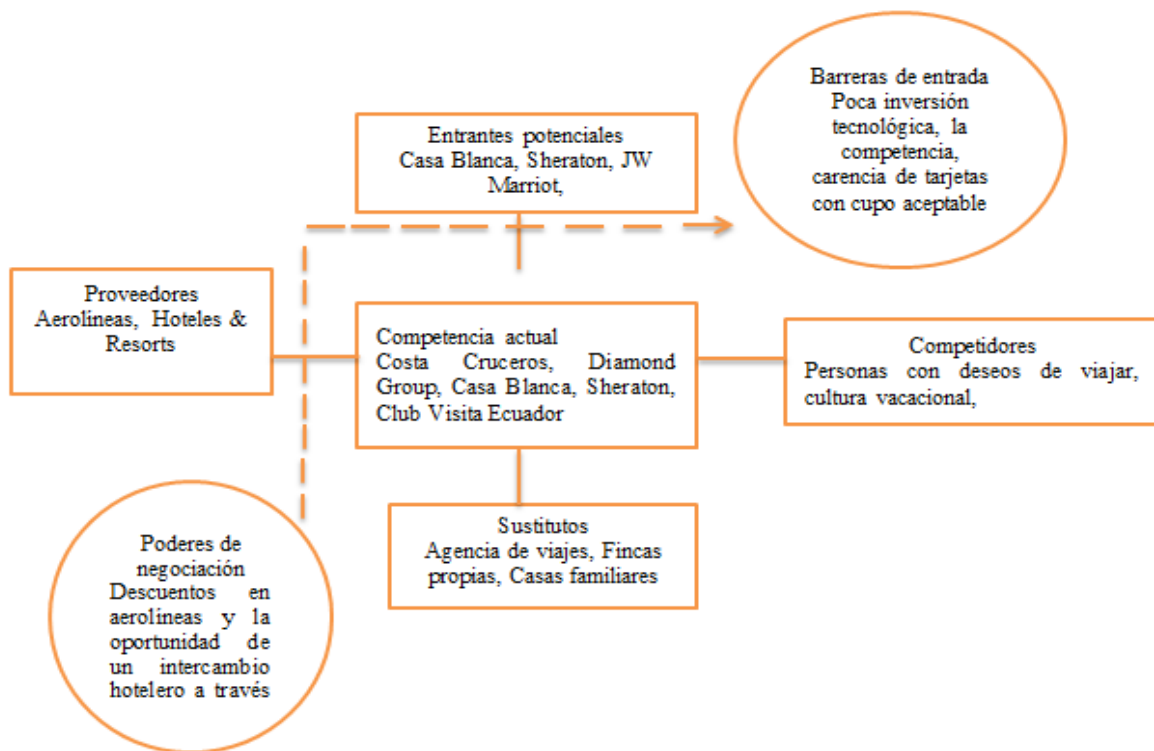 Barreras de entrada
Poca inversión
tecnológica, la
competencia,
carencia de tarjetas
con cupo aceptable
Entrantes potenciales
Casa Blanca, Sheraton, JW
Marriot,
Proveedores
Aerolíneas, Hoteles &
Resorts
Competencia actual
Costa Cruceros, Diamond
Group, Casa Blanca, Sheraton,
Club Visita Ecuador
Competidores
Personas con deseos de viajar,
cultura vacacional,
Sustitutos
Agencia de viajes, Fincas
propias, Casas familiares
Poderes de
negociación
Descuentos en
aerolíneas y la
oportunidad de
un intercambio
hotelero a través